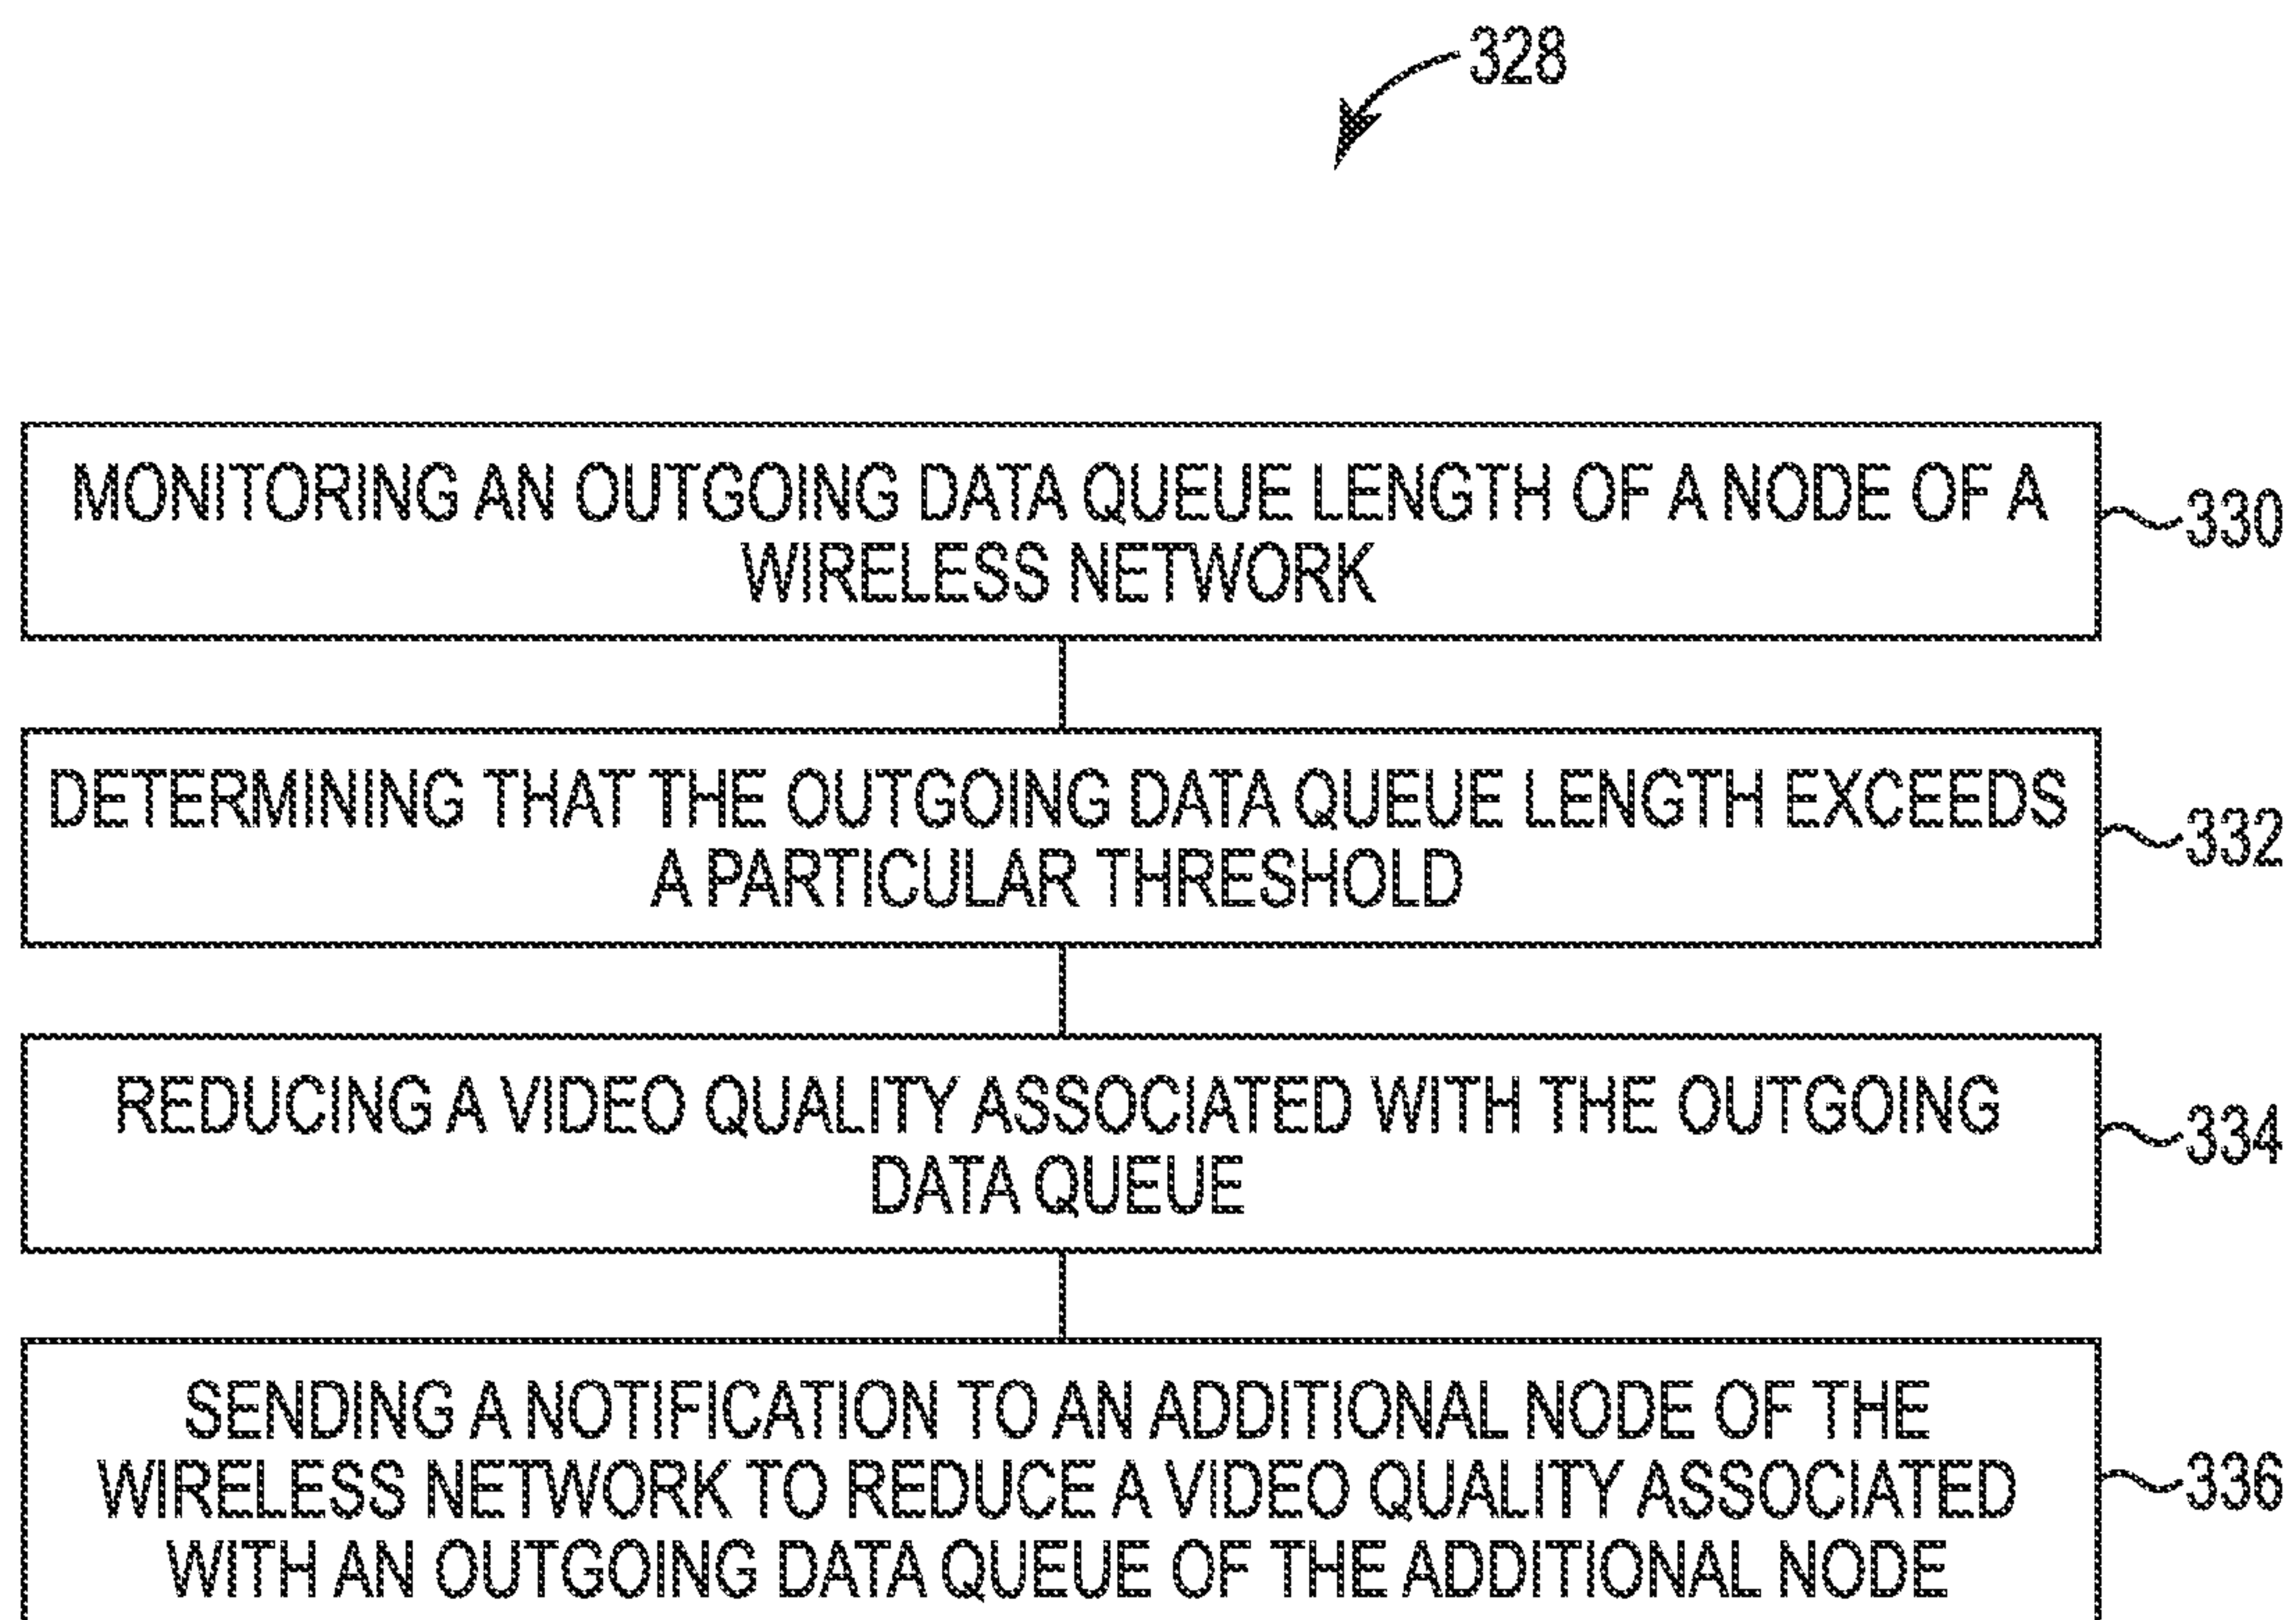 328
MONITORING AN OUTGOING DATA QUEUE LENGTH OF A NODE OF A
WIRELESS NETWORK
330
DETERMINING THAT THE OUTGOING DATA QUEUE LENGTH EXCEEDS
A PARTICULAR THRESHOLD
332
REDUCING A VIDEO QUALITY ASSOCIATED WITH THE OUTGOING
DATA QUEUE
334
SENDING A NOTIFICATION TO AN ADDITIONAL NODE OF THE
WIRELESS NETWORK TO REDUCE A VIDEO QUALITY ASSOCIATED
WITH AN OUTGOING DATA QUEUE OF THE ADDITIONAL NODE
336